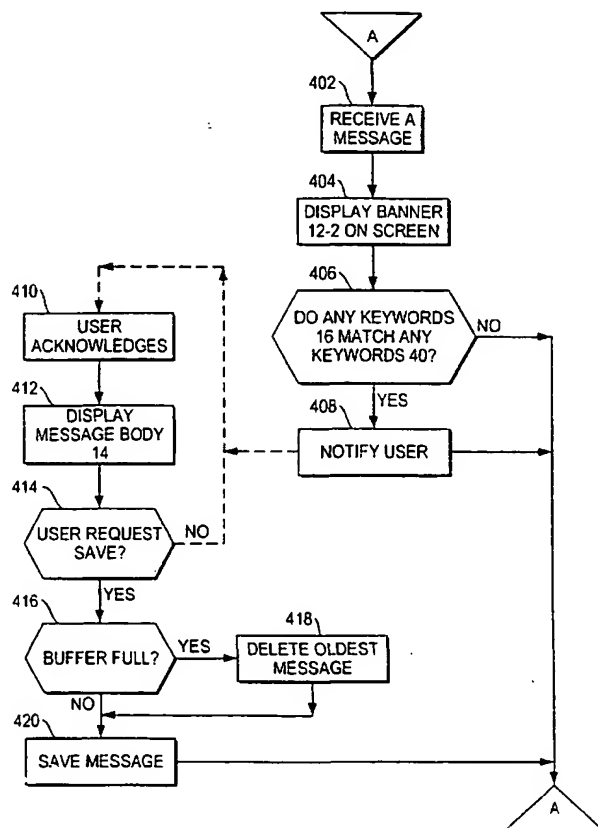 A
402
RECEIVE A
MESSAGE
404
DISPLAY BANNER
12-2 ON SCREEN
406
DO ANY KEYWORDS
16 MATCH ANY
KEYWORDS 40?
NO
YES
408
NOTIFY USER
410
USER
ACKNOWLEDGES
412
DISPLAY
MESSAGE BODY
14
414
USER REQUEST
SAVE?
NO
YES
416
BUFFER FULL?
YES
418
DELETE OLDEST
MESSAGE
NO
420
SAVE MESSAGE
A